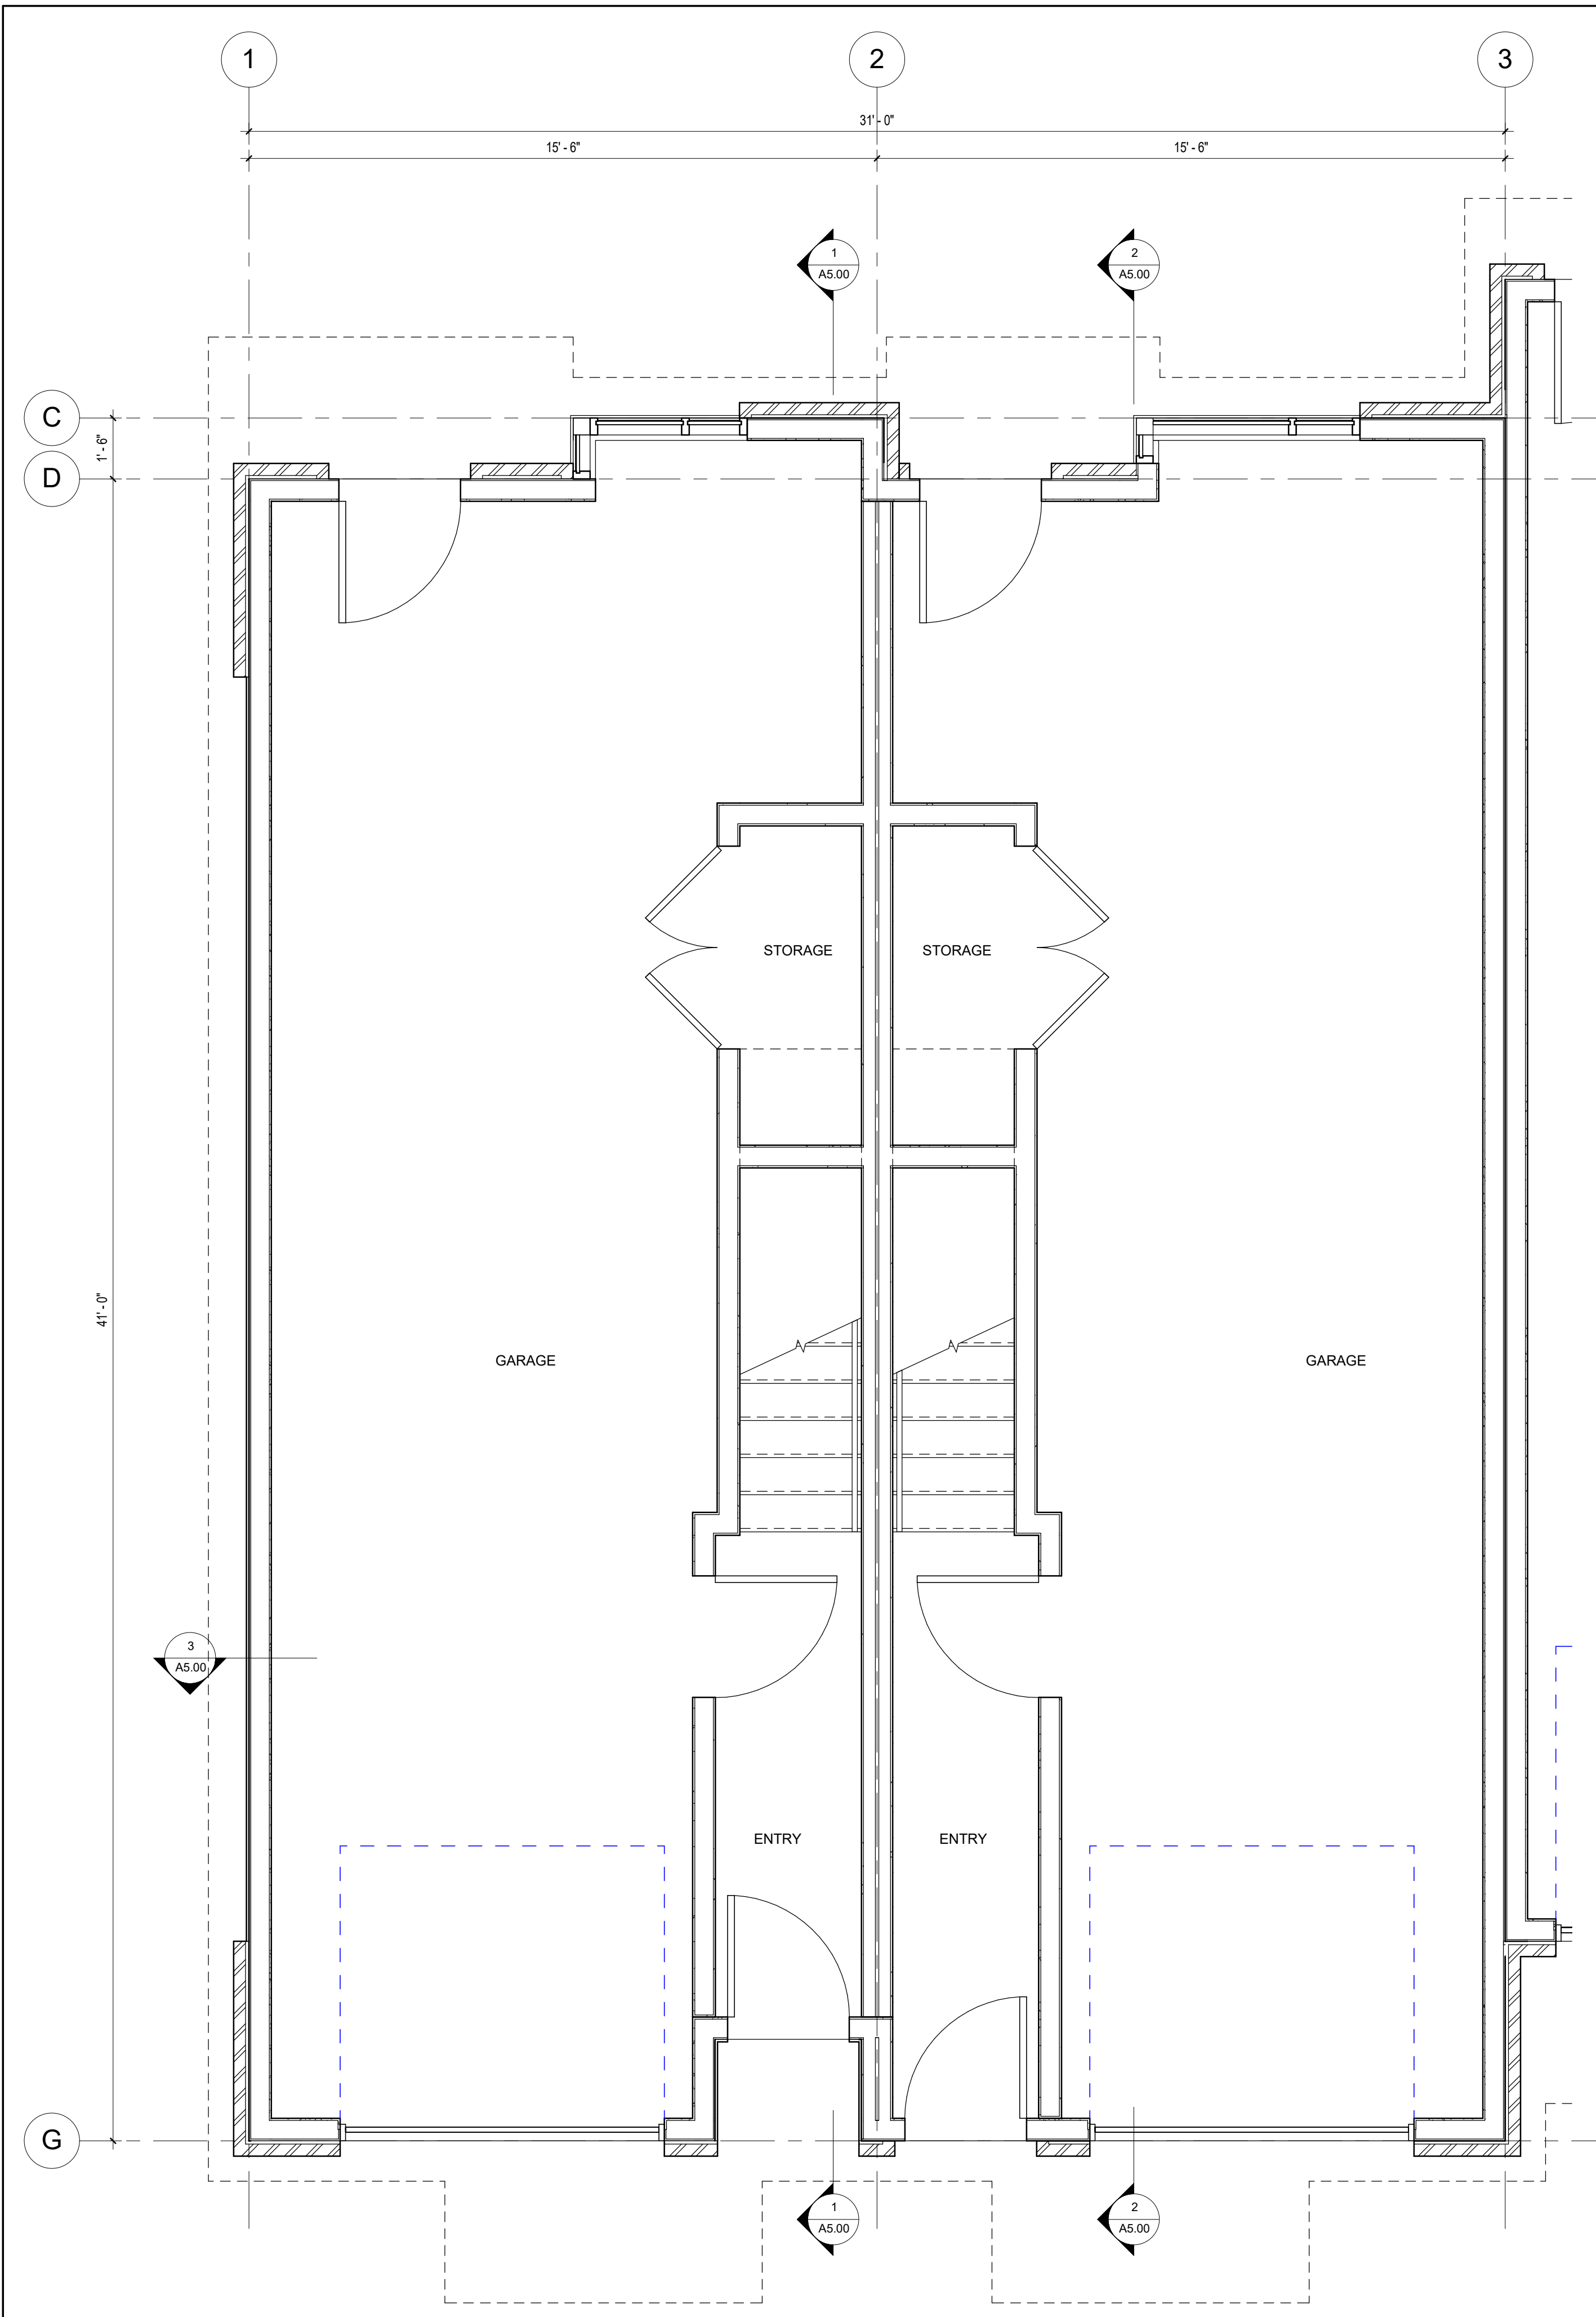 1
2
3
31' - 0"
15' - 6"
15' - 6"
1
A5.00
2
A5.00
C
1' - 6"
D
STORAGE
STORAGE
41' - 0"
GARAGE
GARAGE
3
A5.00
ENTRY
ENTRY
G
1
A5.00
2
A5.00